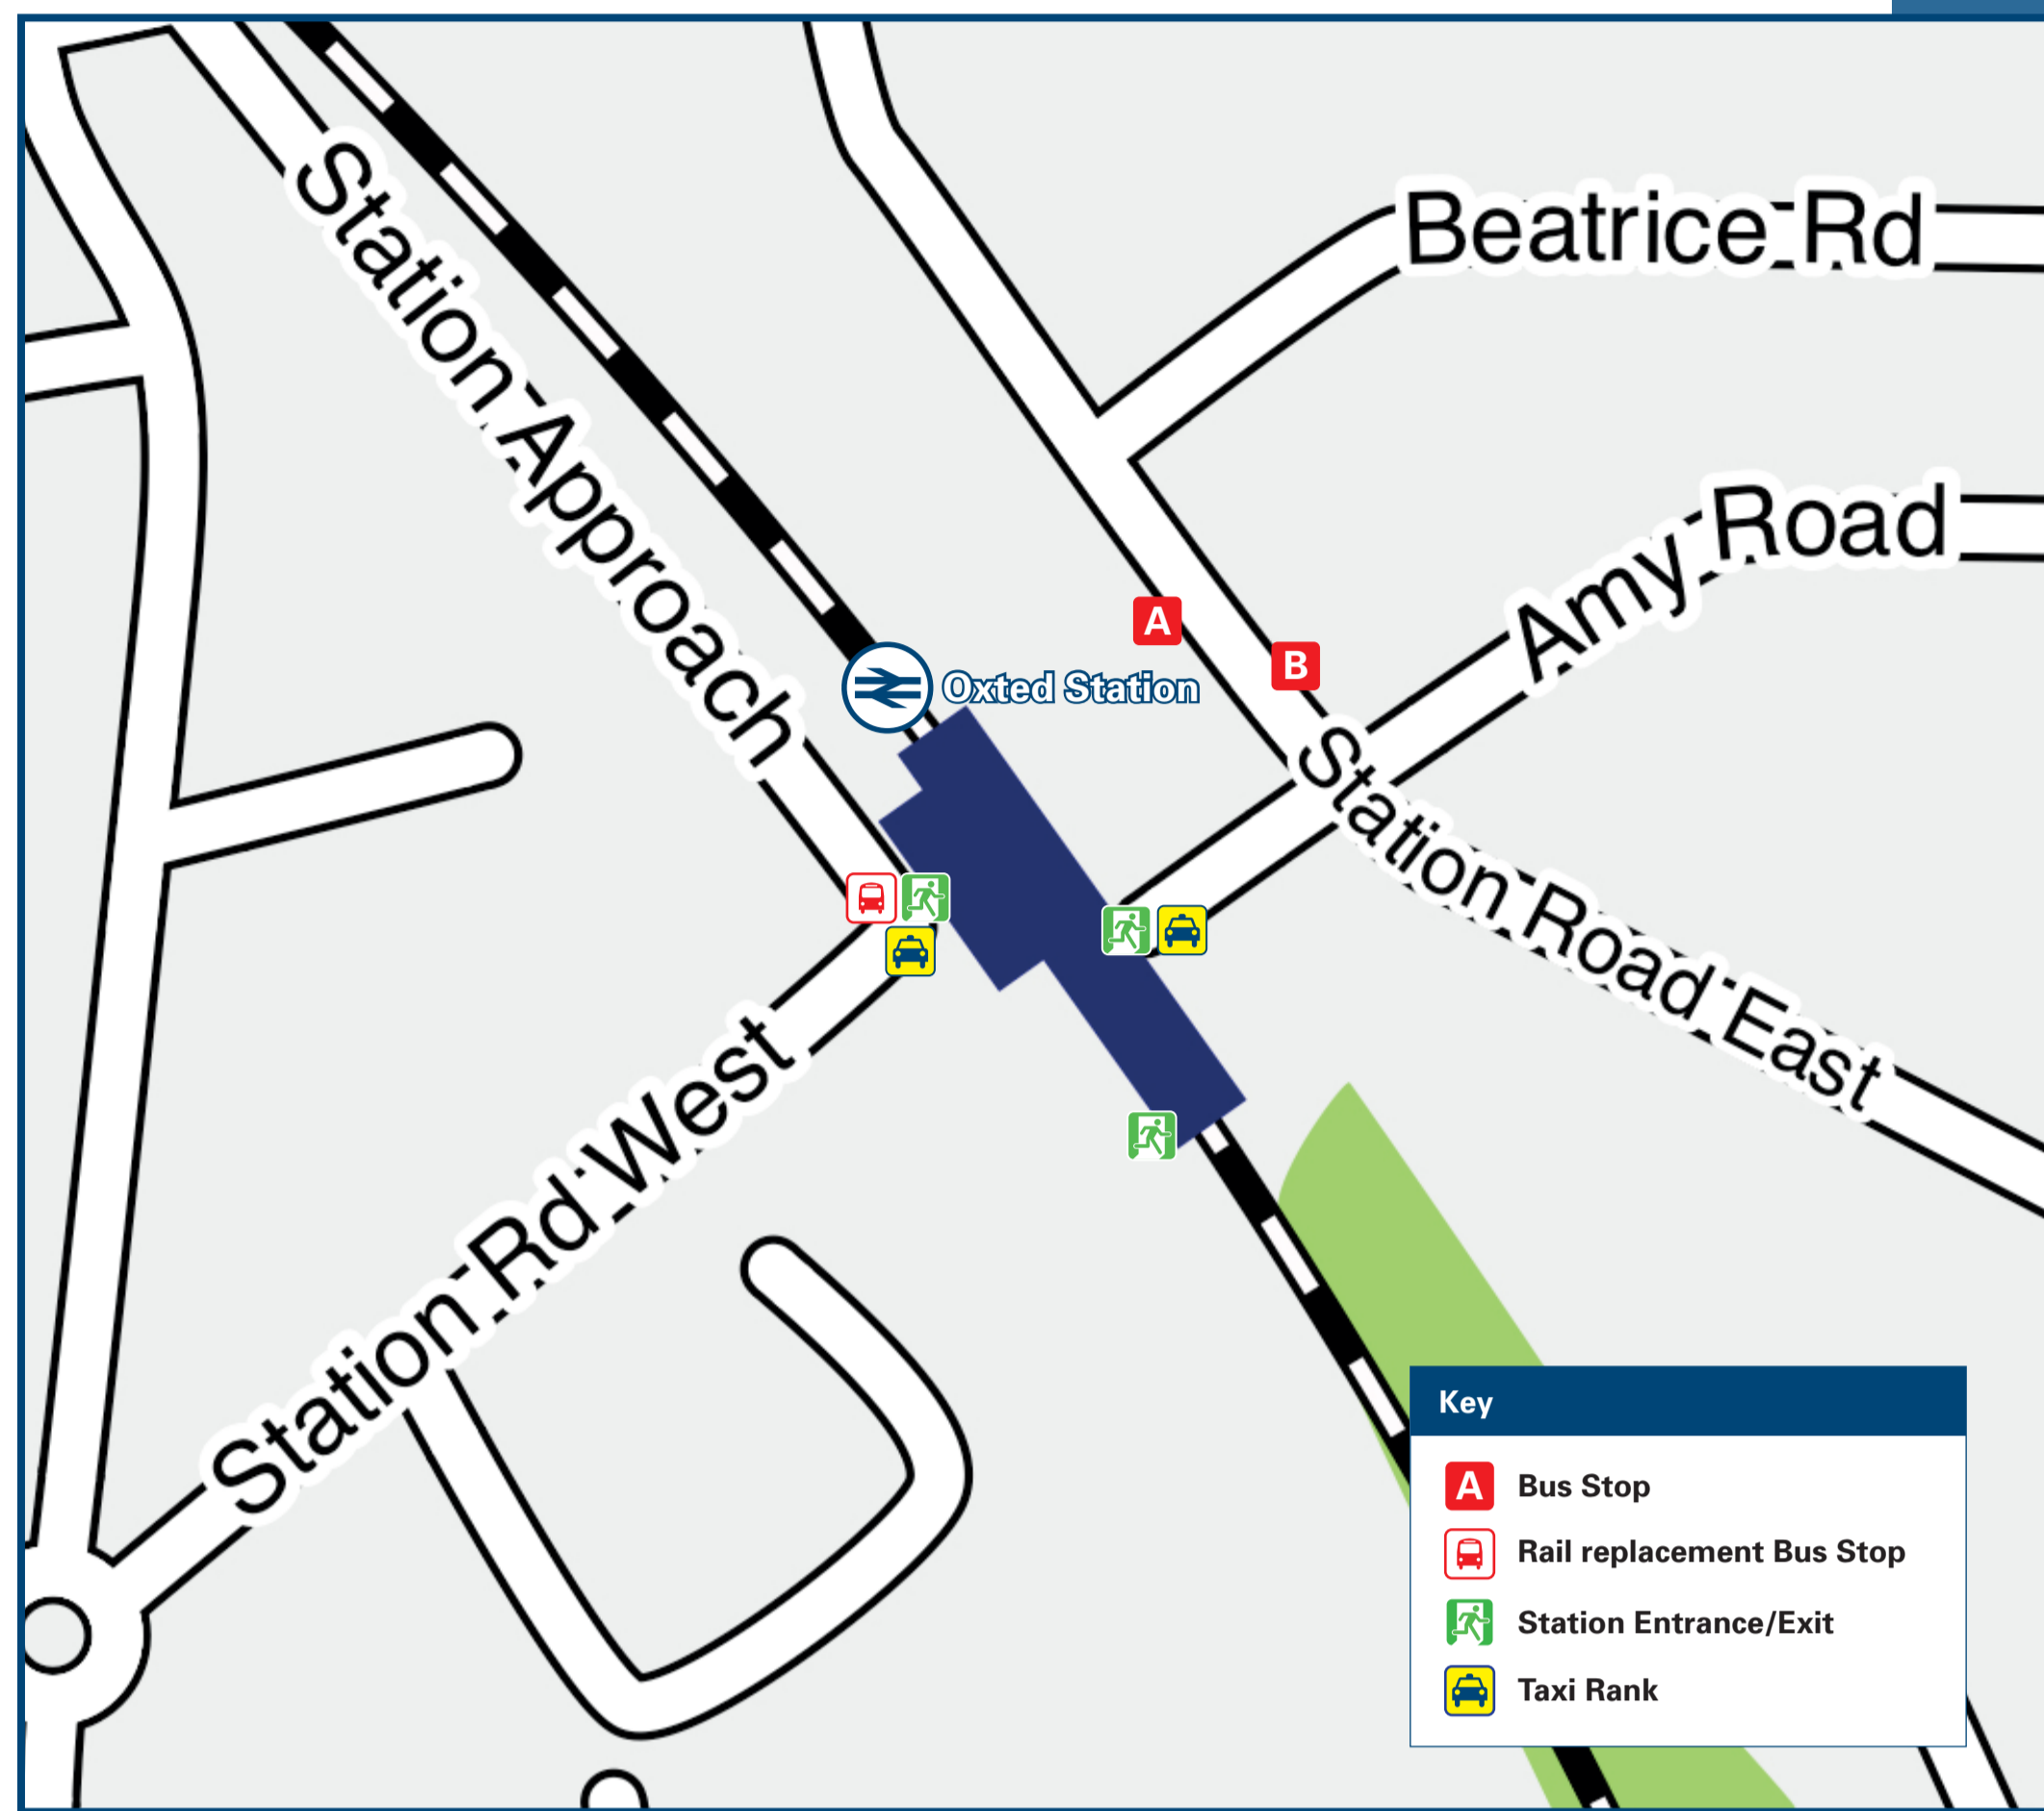 Station Approach
Beatrice Rd
Amy Road
A
B
Oxted Station
Station Road East
Station Rd West
Key
A Bus Stop
Rail replacement Bus Stop
Station Entrance/Exit
Taxi Rank